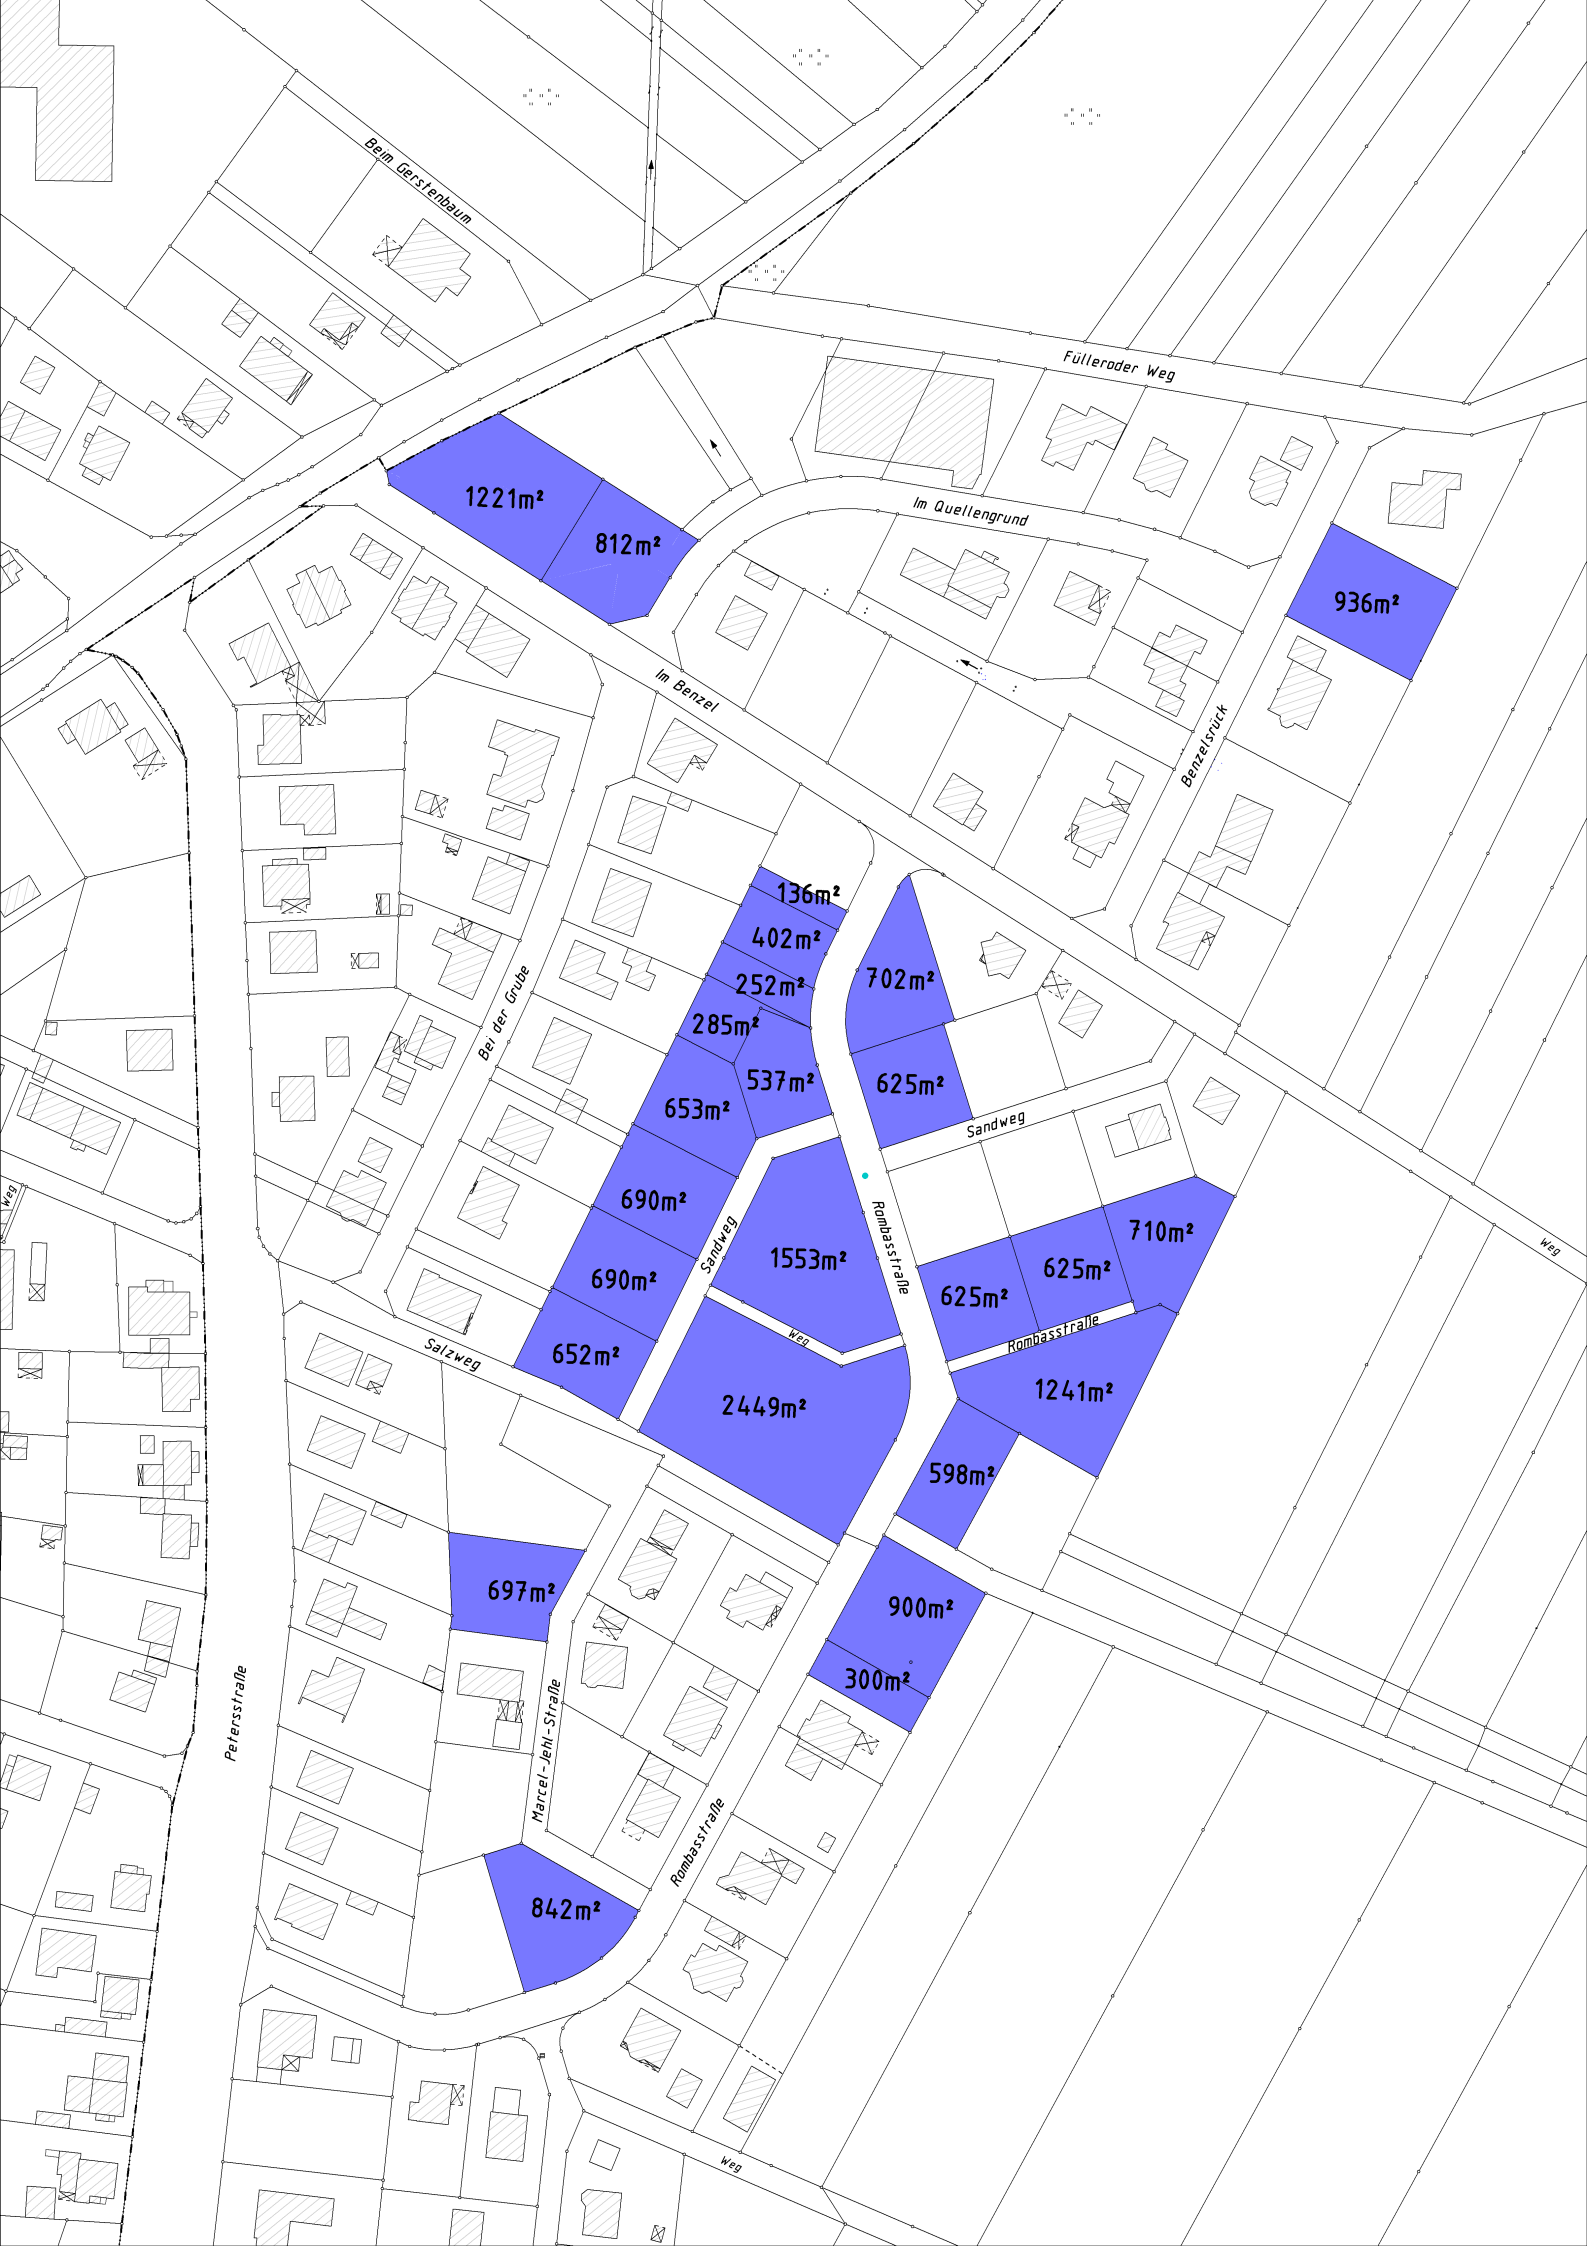 Beim Gerstenbaum
Fülleroder Weg
1221m²
812m²
Im Quellengrund
936m²
Im Benzel
Benzelsrück
136m²
402m²
252m²
285m²
702m²
Bei der Grube
537m²
625m²
653m²
Sandweg
690m²
Weg
Sandweg
1553m²
Rombasstraße
710m²
Weg
690m²
625m²
625m²
Weg
Rombasstraße
Salzweg
652m²
1241m²
2449m²
598m²
697m²
900m²
300m²
Petersstraße
Marcel-Jehl-Straße
Rombasstraße
842m²
Weg